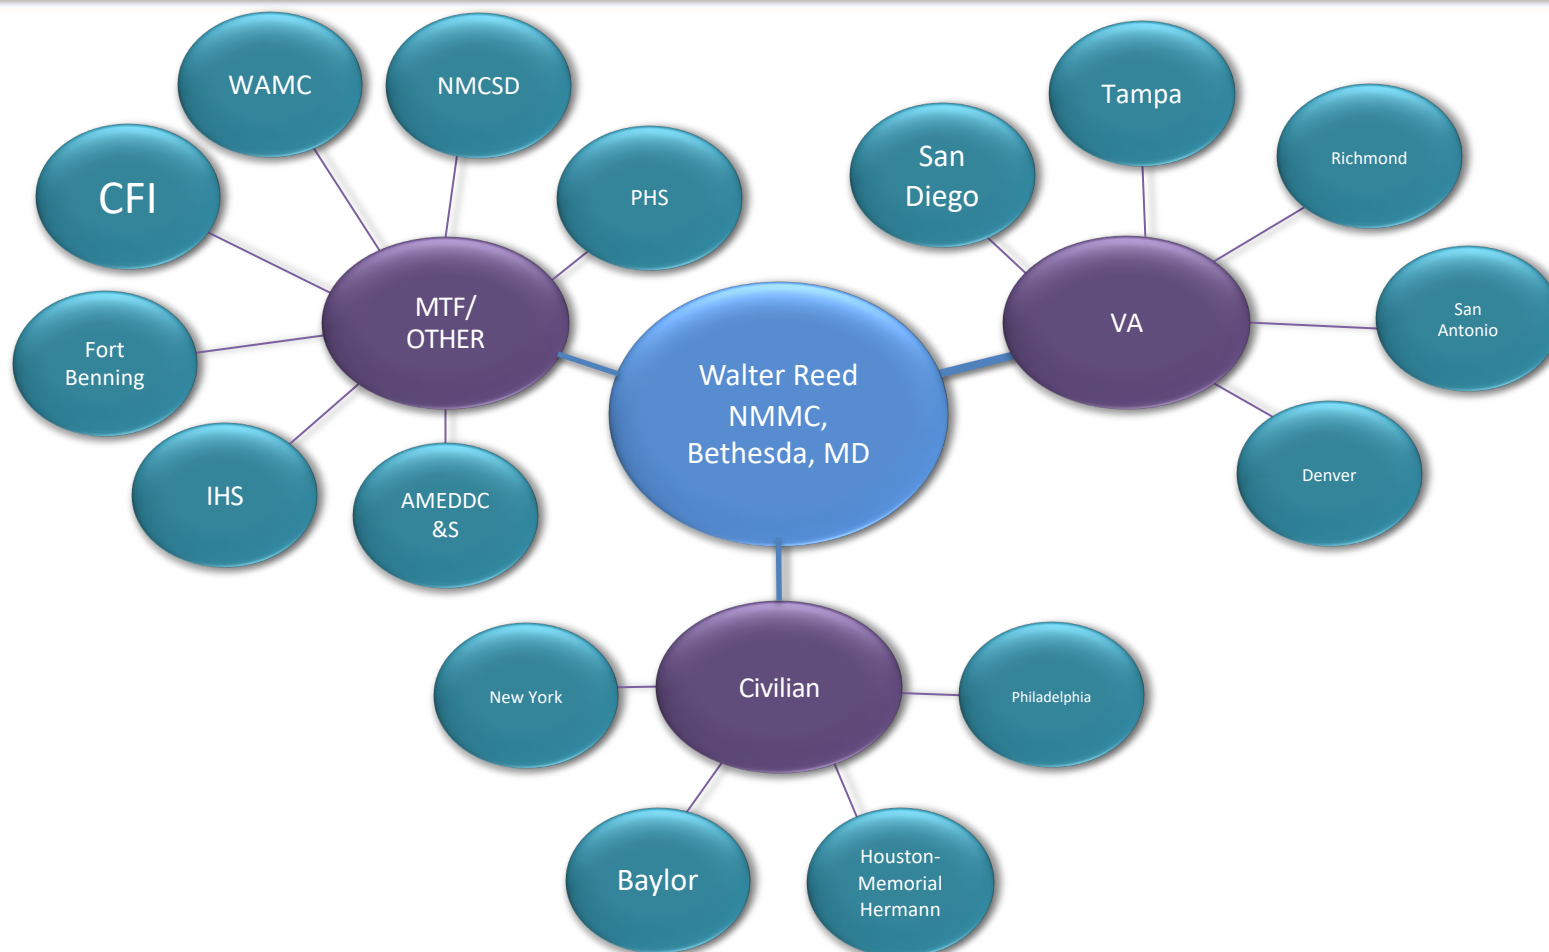 WAMC
NMCSD
CFI
PHS
Fort
Benning
MTF/
OTHER
IHS
AMEDDC
&S
Walter Reed
NMMC,
Bethesda, MD
Tampa
San
Diego
Richmond
VA
San
Antonio
Denver
Civilian
New York
Philadelphia
Baylor
Houston-
Memorial
Hermann